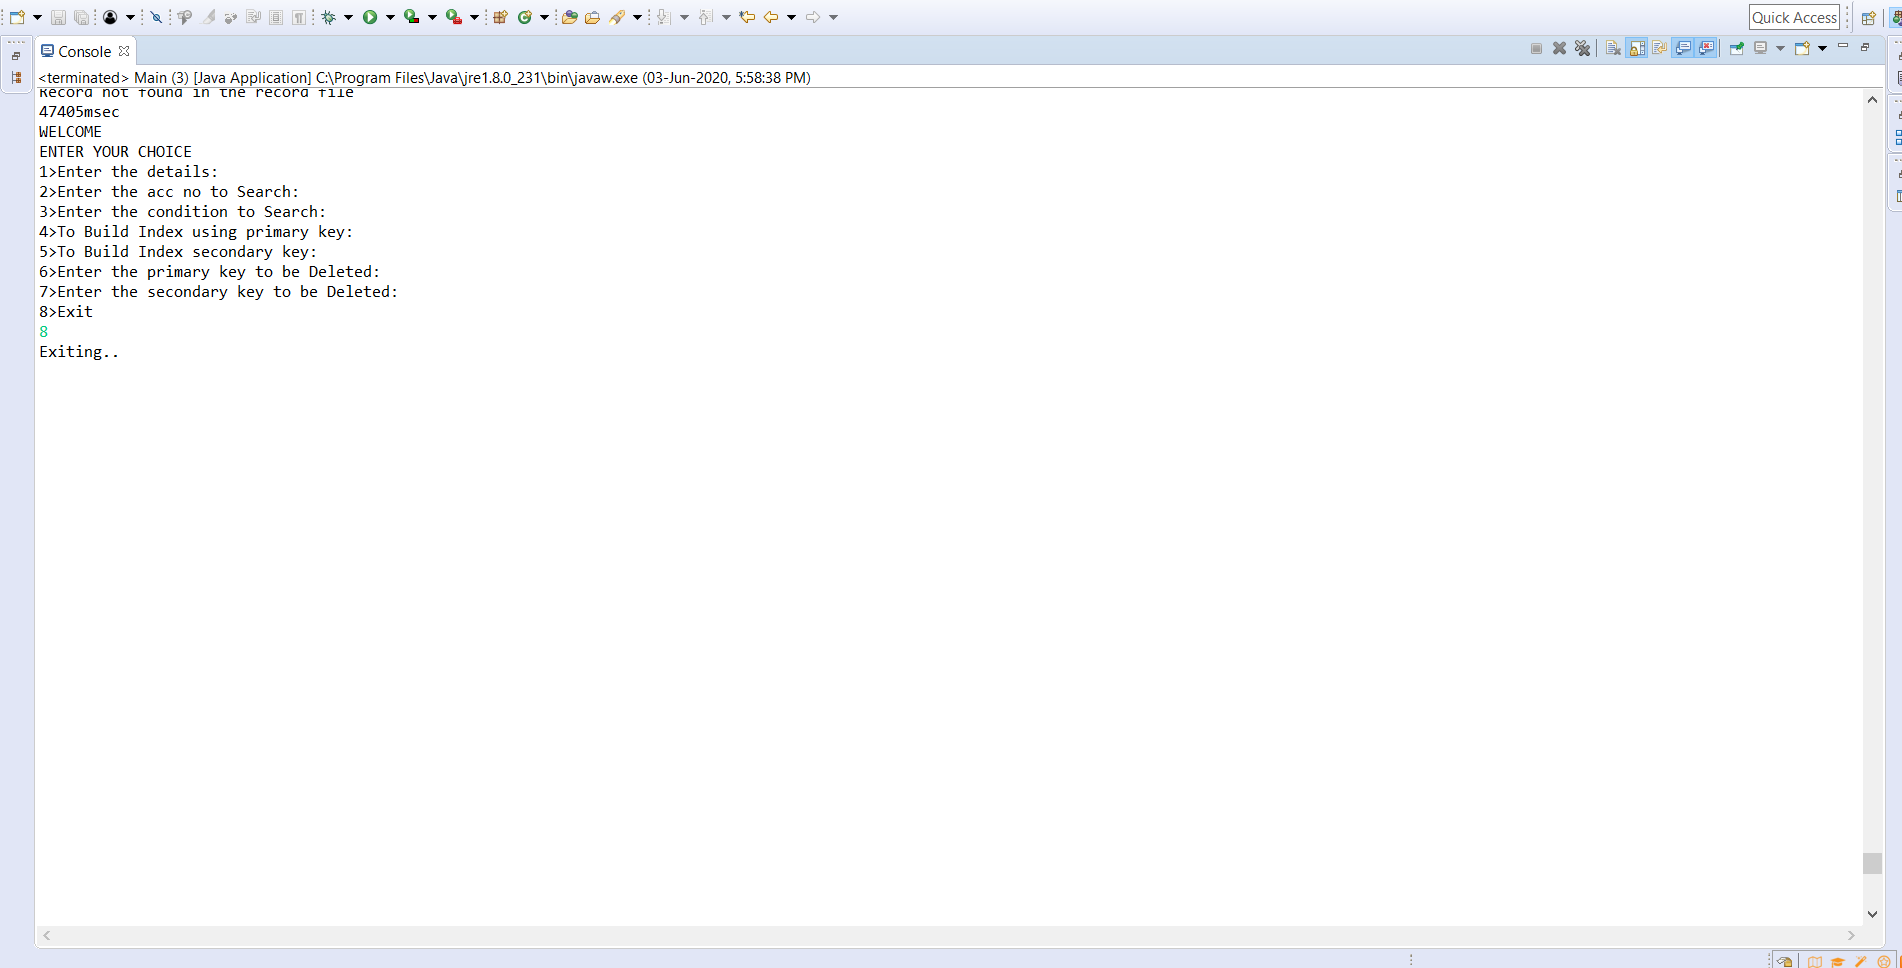 Quick Access
Console
<terminated> Main (3) [Java Application] C:\Program Files\Java\jre1.8.0_231\bin\javaw.exe (03-Jun-2020, 5:58:38 PM)
Record not found in the record file
47405msec
WELCOME
ENTER YOUR CHOICE
1>Enter the details:
2>Enter the acc no to Search:
3>Enter the condition to Search:
4>To Build Index using primary key:
5>To Build Index secondary key:
6>Enter the primary key to be Deleted:
7>Enter the secondary key to be Deleted:
8>Exit
8
Exiting..